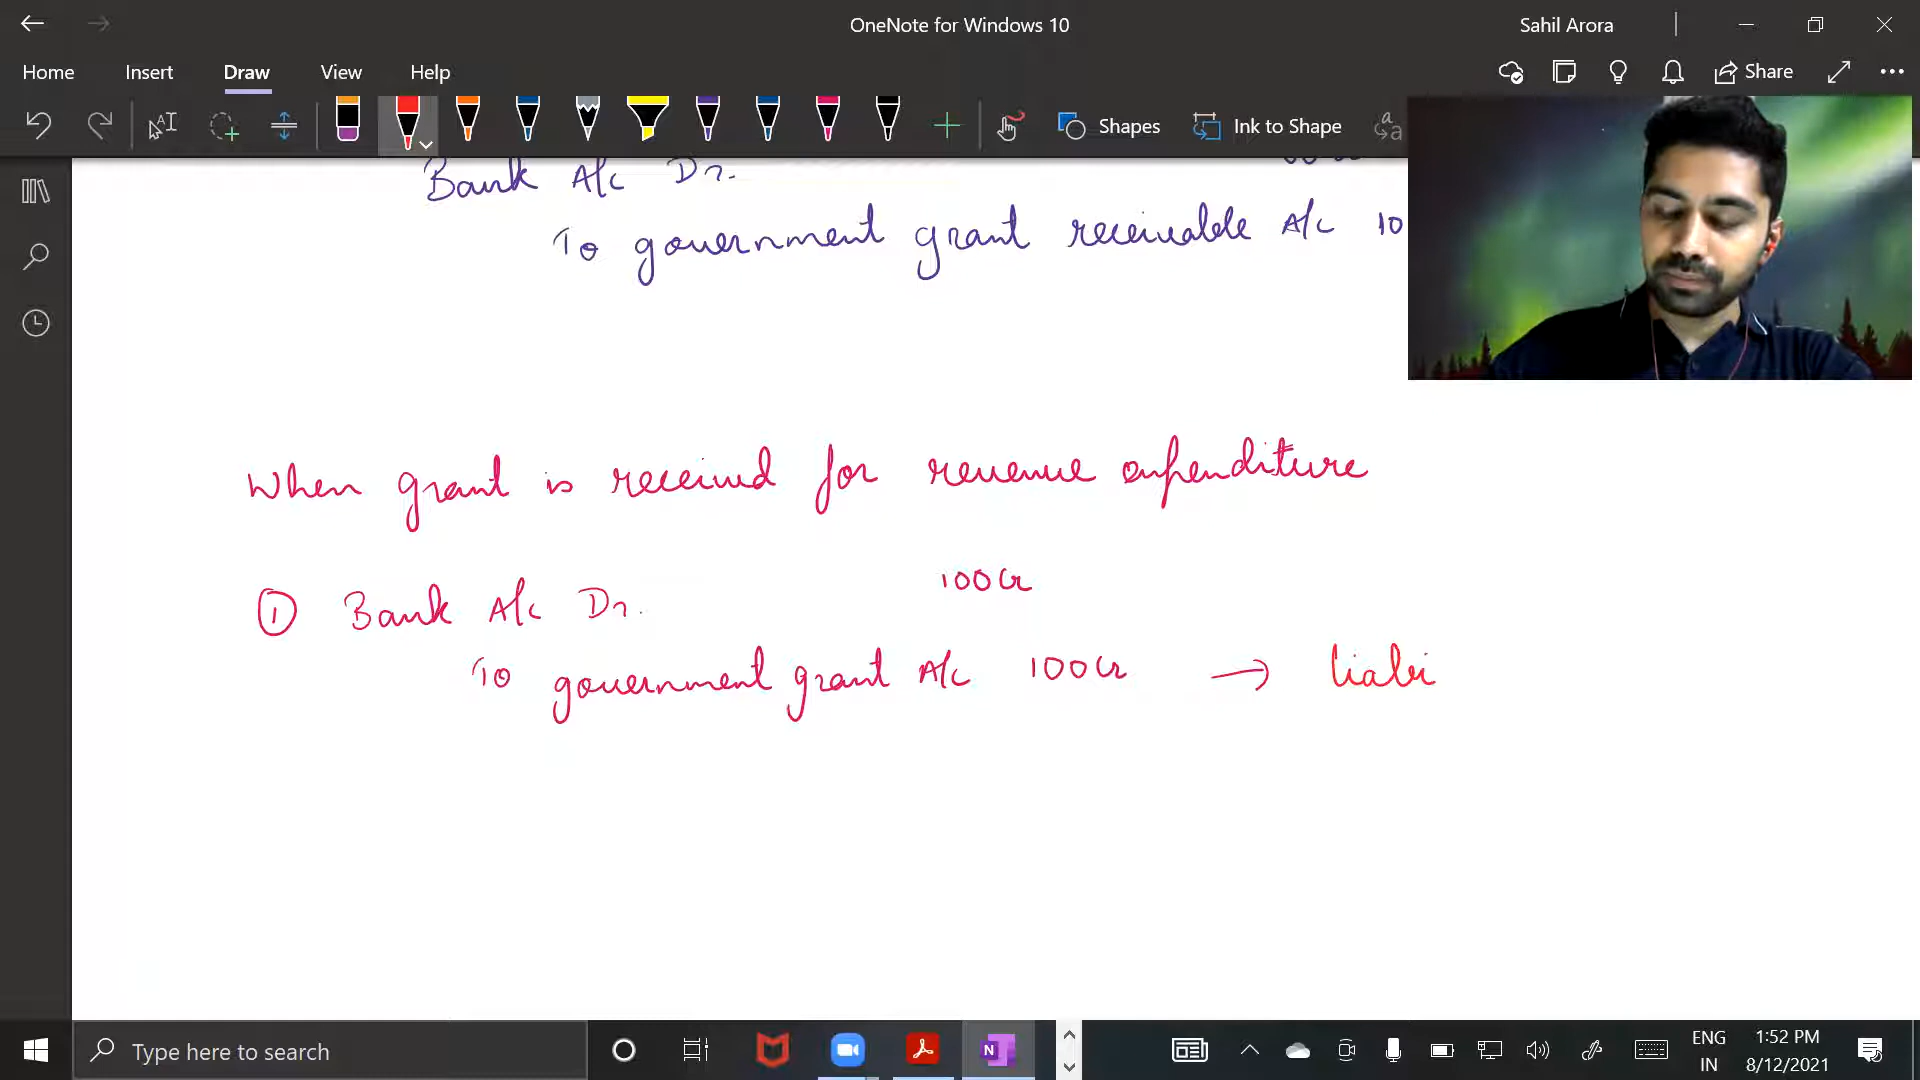 OneNote for Windows 10
Sahil Arora
Home Insert Draw View Help
Share
Shapes
Ink to Shape
Bank A/c Dr.
To government grant receivable A/c 10
When grant is received for revenue expenditure
① Bank A/c Dr. 100Cr
To government grant A/c 100Cr → liabi
Type here to search
ENG
IN
1:52 PM
8/12/2021